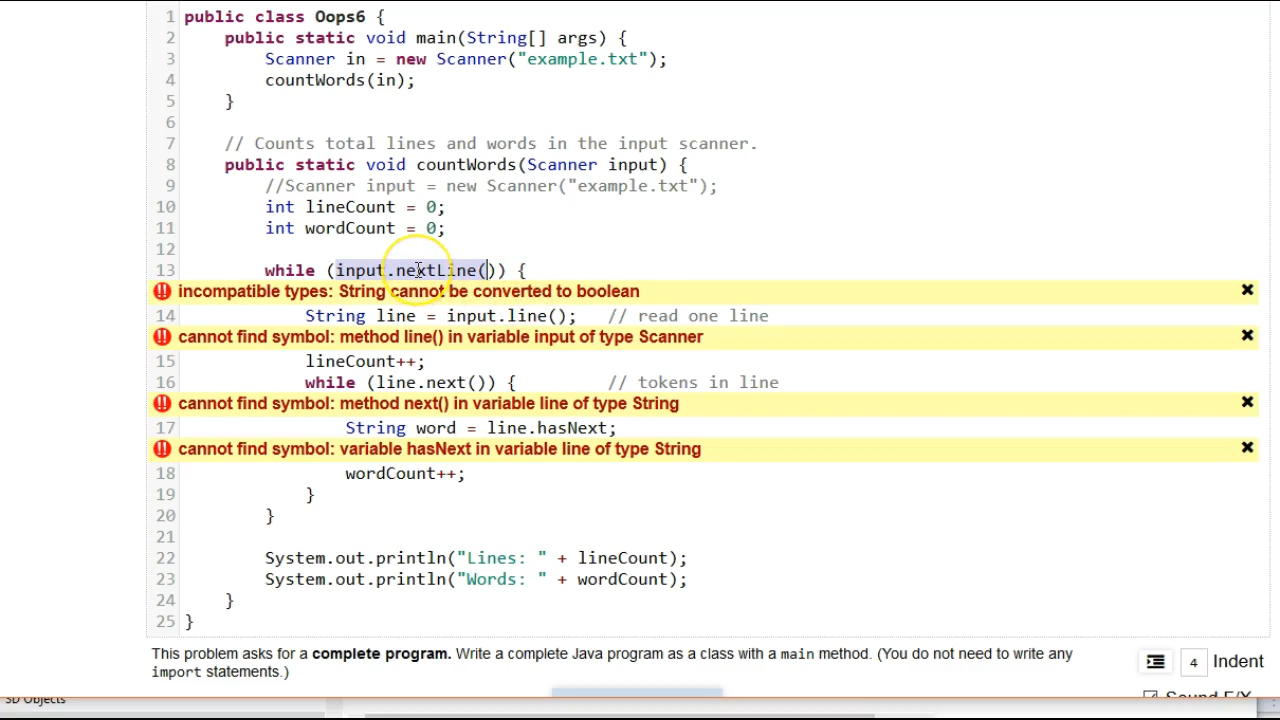 1 public class Oops6 {
2 public static void main(String[] args) {
3 Scanner in = new Scanner("example.txt");
4 countWords(in);
5 }
6
7 // Counts total lines and words in the input scanner.
8 public static void countWords(Scanner input) {
9 //Scanner input = new Scanner("example.txt");
10 int lineCount = 0;
11 int wordCount = 0;
12
13 while (input.nextLine()) {
incompatible types: String cannot be converted to boolean
14 String line = input.line(); // read one line
cannot find symbol: method line() in variable input of type Scanner
15 lineCount++;
16 while (line.next()) { // tokens in line
cannot find symbol: method next() in variable line of type String
17 String word = line.hasNext;
cannot find symbol: variable hasNext in variable line of type String
18 wordCount++;
19 }
20 }
21
22 System.out.println("Lines: " + lineCount);
23 System.out.println("Words: " + wordCount);
24 }
25 }
This problem asks for a complete program. Write a complete Java program as a class with a main method. (You do not need to write any
import statements.)
4 Indent
Sound F/X
3D Objects